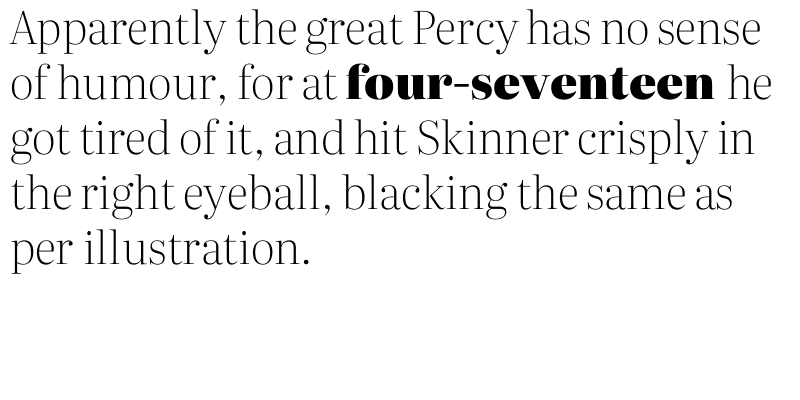 Apparently the great Percy has no sense
of humour, for at four-seventeen he
got tired of it, and hit Skinner crisply in
the right eyeball, blacking the same as
per illustration.